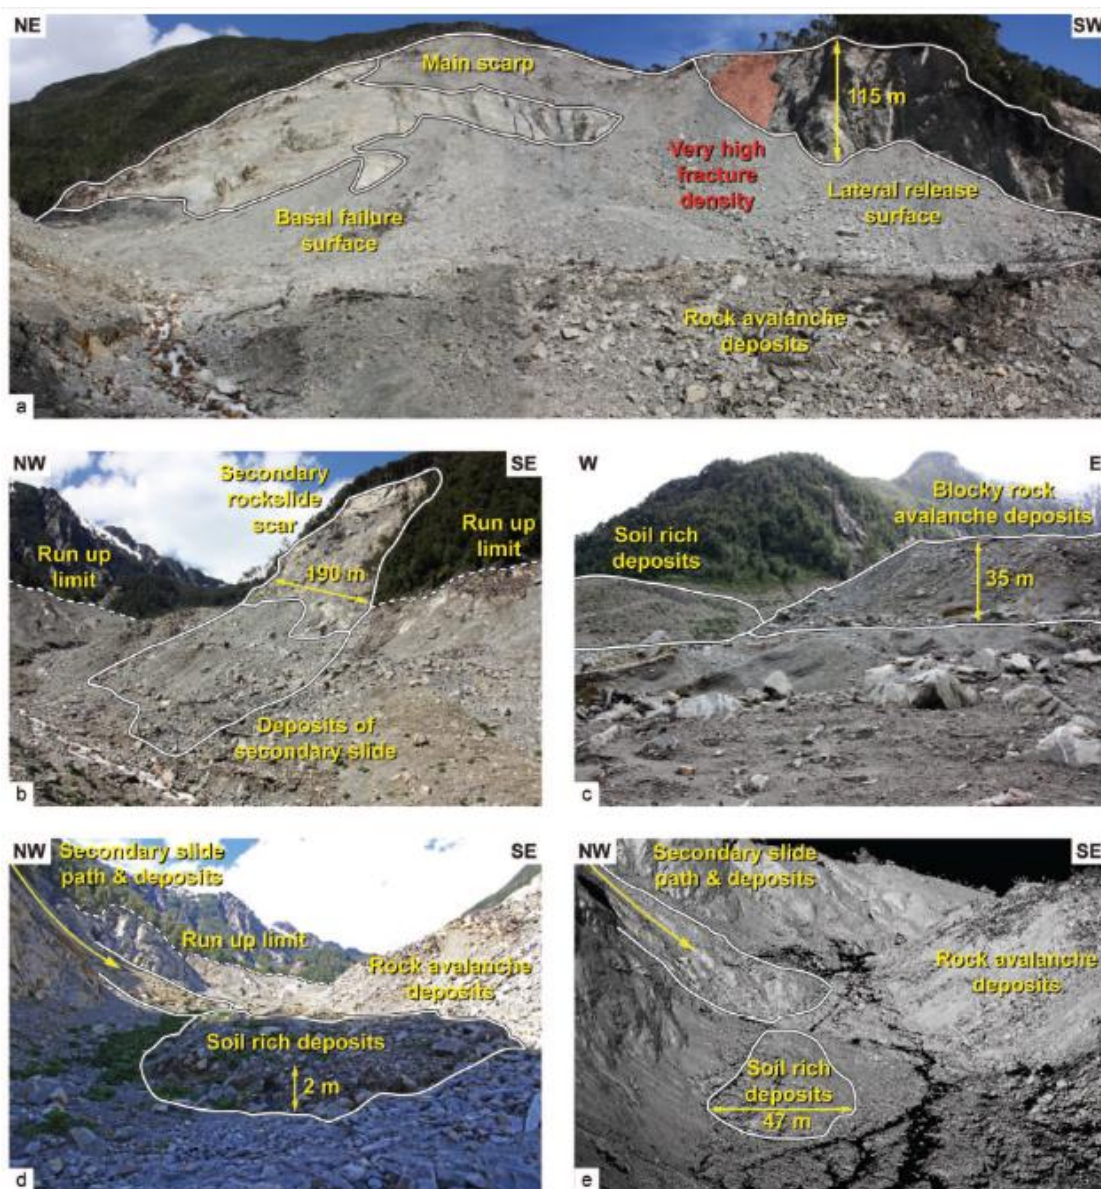 NE
SW
Main scarp
115 m
Very high
fracture
density
Lateral release
surface
Basal failure
surface
Rock avalanche
deposits
a
NW
SE
Secondary
rockslide
scar
Run up
limit
Run up
limit
190 m
Deposits of
secondary slide
b
W
E
Blocky rock
avalanche deposits
Soil rich
deposits
35 m
c
NW
SE
Secondary slide
path & deposits
Run up limit
Rock avalanche
deposits
Soil rich deposits
2 m
d
NW
SE
Secondary slide
path & deposits
Rock avalanche
deposits
Soil rich
deposits
47 m
e